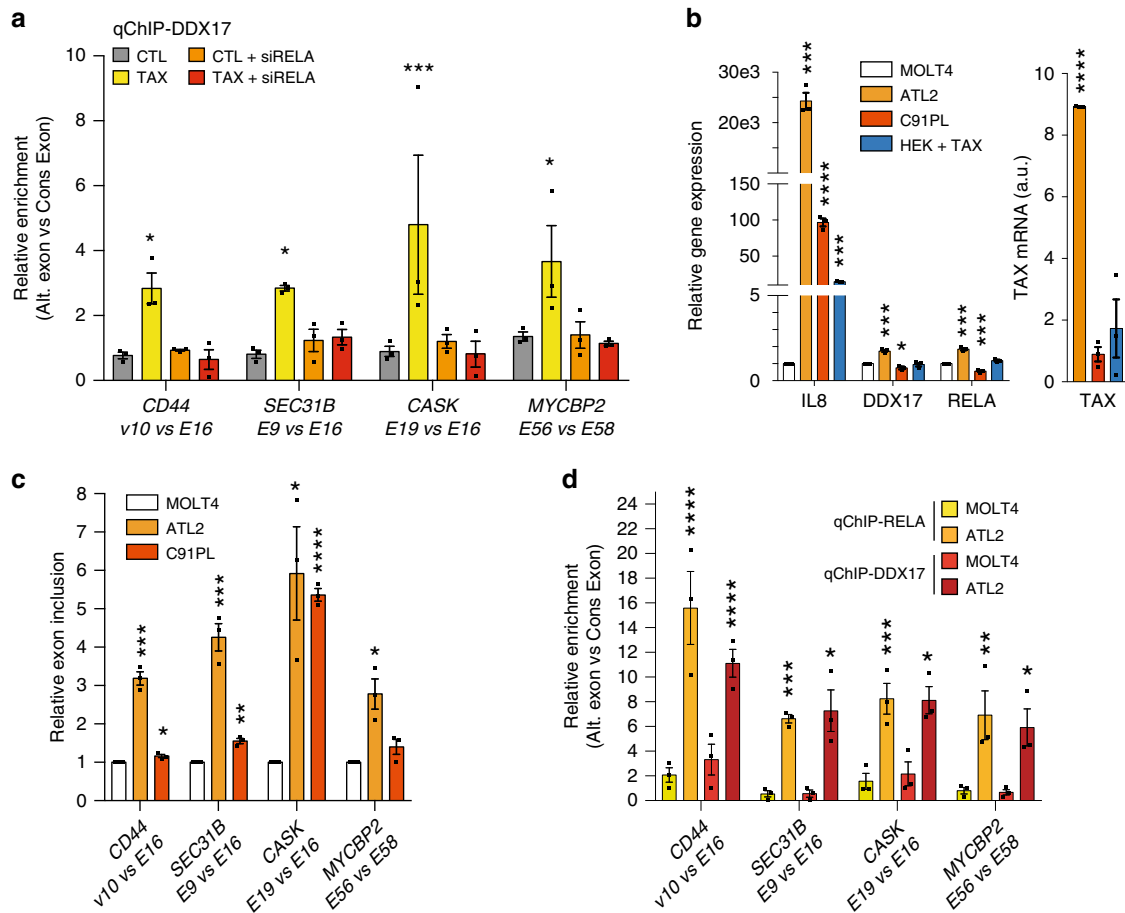 a
qChIP-DDX17
CTL
CTL + siRELA
TAX
TAX + siRELA
Relative enrichment
(Alt. exon vs Cons Exon)
10
8
6
4
2
0
*
*
***
*
CD44
v10 vs E16
SEC31B
E9 vs E16
CASK
E19 vs E16
MYCBP2
E56 vs E58
b
MOLT4
ATL2
C91PL
HEK + TAX
Relative gene expression
30e3
20e3
150
100
50
5
0
***
****
***
***
*
***
***
IL8
DDX17
RELA
TAX mRNA (a.u.)
10
8
6
4
2
0
****
TAX
c
MOLT4
ATL2
C91PL
Relative exon inclusion
8
7
6
5
4
3
2
1
0
***
*
***
**
*
****
*
CD44
v10 vs E16
SEC31B
E9 vs E16
CASK
E19 vs E16
MYCBP2
E56 vs E58
d
qChIP-RELA
MOLT4
ATL2
qChIP-DDX17
MOLT4
ATL2
Relative enrichment
(Alt. exon vs Cons Exon)
24
22
20
18
16
14
12
10
8
6
4
2
0
****
****
***
*
***
*
**
*
CD44
v10 vs E16
SEC31B
E9 vs E16
CASK
E19 vs E16
MYCBP2
E56 vs E58